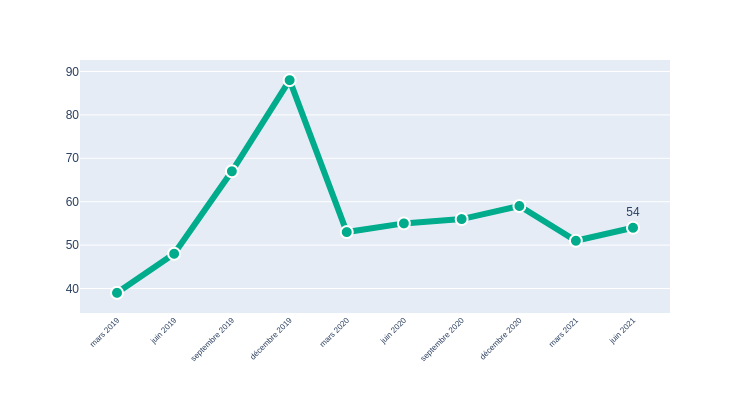 90
80
70
60
50
40
54
mars 2019
juin 2019
septembre 2019
décembre 2019
mars 2020
juin 2020
septembre 2020
décembre 2020
mars 2021
juin 2021